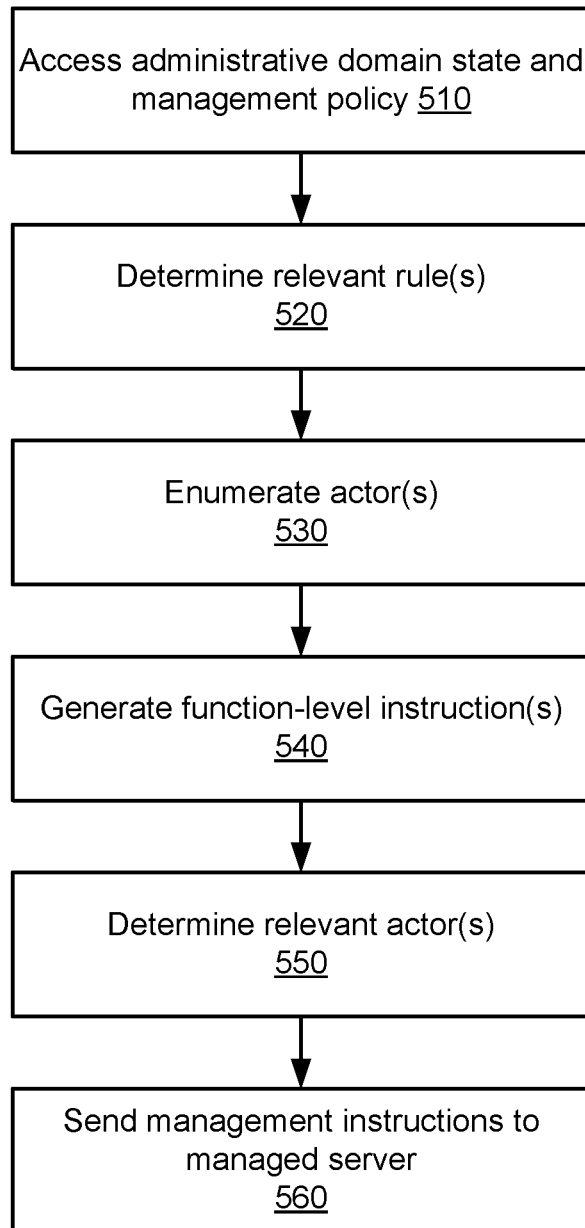 Access administrative domain state and
management policy 510
Determine relevant rule(s)
520
Enumerate actor(s)
530
Generate function-level instruction(s)
540
Determine relevant actor(s)
550
Send management instructions to
managed server
560